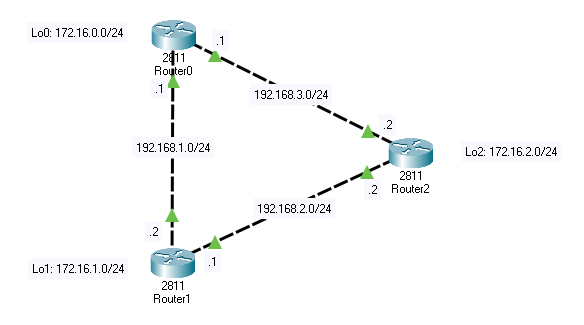 Lo0: 172.16.0.0/24
2811
Router0
.1
.1
192.168.3.0/24
.2
2811
Router2
Lo2: 172.16.2.0/24
192.168.1.0/24
.2
192.168.2.0/24
.2
.1
Lo1: 172.16.1.0/24
2811
Router1